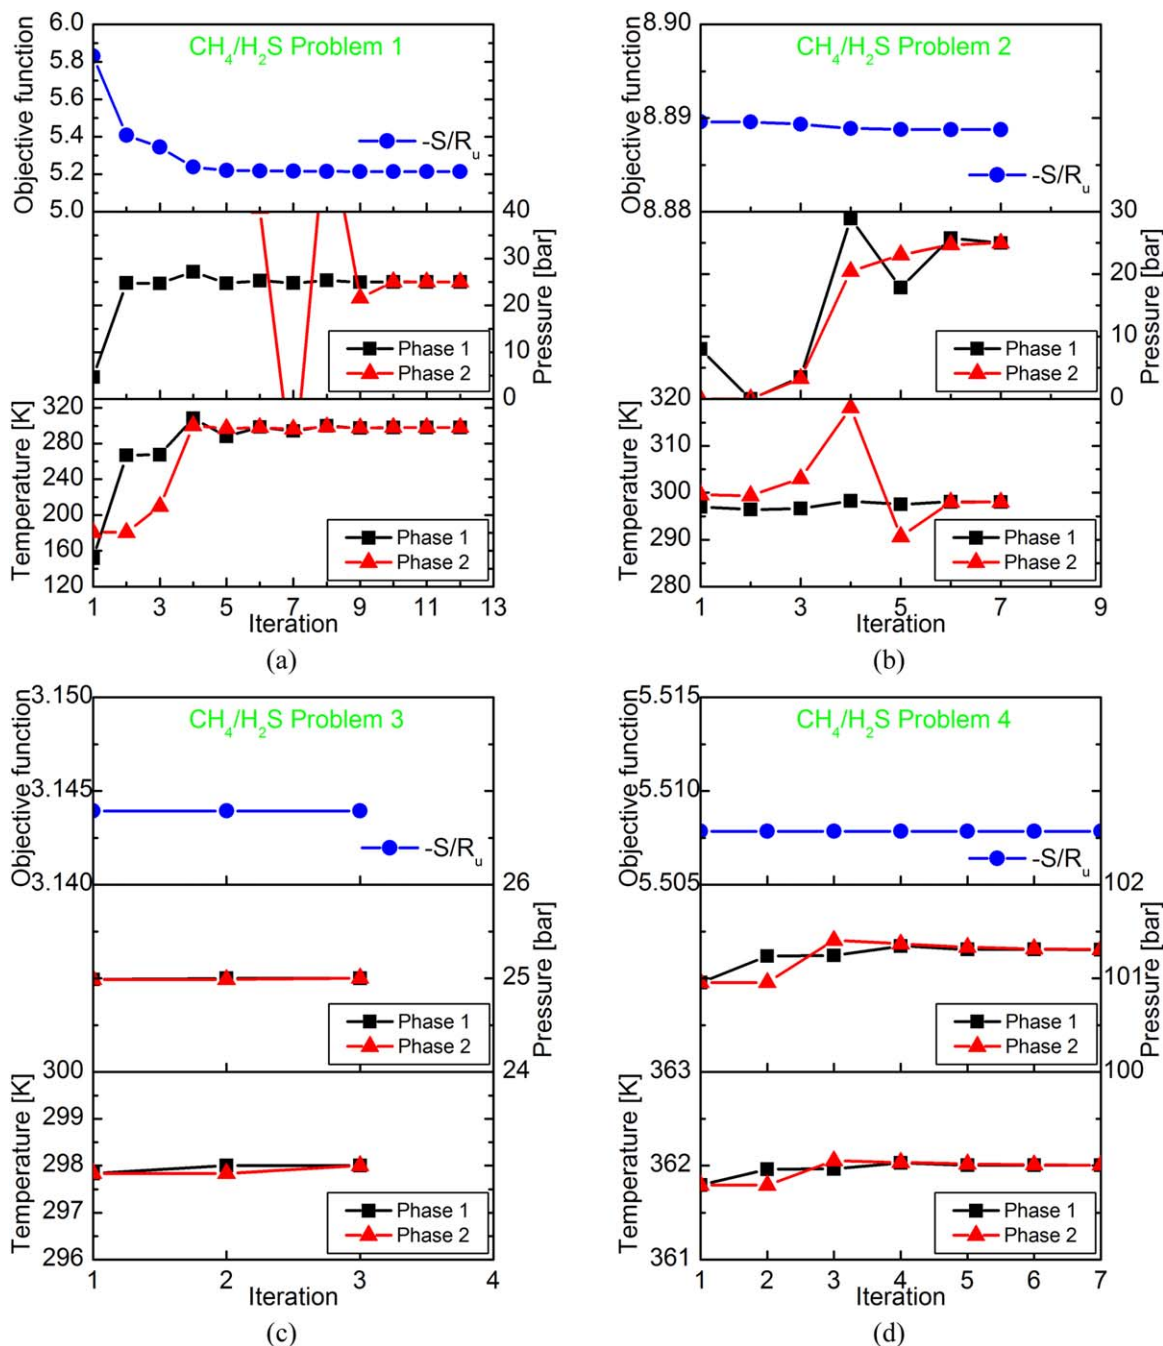 CH4/H2S Problem 1
Objective function
6.0
5.8
5.6
5.4
5.2
5.0
-S/Ru
40
30
20
10
0
Pressure [bar]
Phase 1
Phase 2
Temperature [K]
320
280
240
200
160
120
Phase 1
Phase 2
1 3 5 7 9 11 13
Iteration
(a)
CH4/H2S Problem 2
Objective function
8.90
8.89
8.88
-S/Ru
30
20
10
0
Pressure [bar]
Phase 1
Phase 2
Temperature [K]
320
310
300
290
280
Phase 1
Phase 2
1 3 5 7 9
Iteration
(b)
CH4/H2S Problem 3
Objective function
3.150
3.144
3.140
-S/Ru
26
25
24
Pressure [bar]
Phase 1
Phase 2
Temperature [K]
300
299
298
297
296
Phase 1
Phase 2
1 2 3 4
Iteration
(c)
CH4/H2S Problem 4
Objective function
5.515
5.510
5.505
-S/Ru
102
101
100
Pressure [bar]
Phase 1
Phase 2
Temperature [K]
363
362
361
Phase 1
Phase 2
1 2 3 4 5 6 7
Iteration
(d)